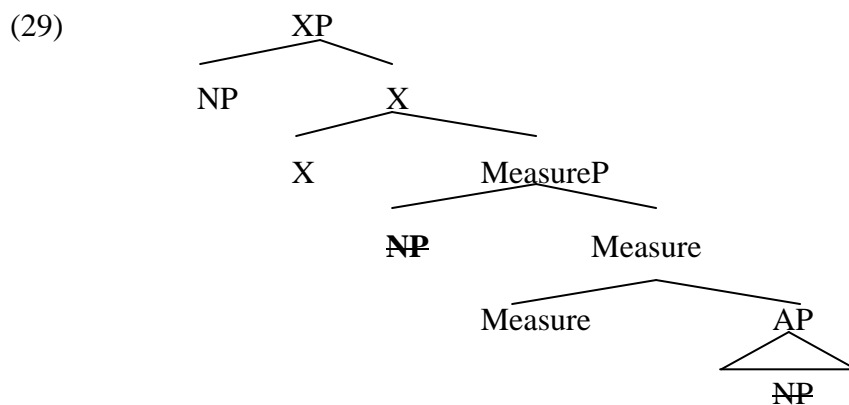 (29) XP
NP X
X MeasureP
NP Measure
Measure AP
NP